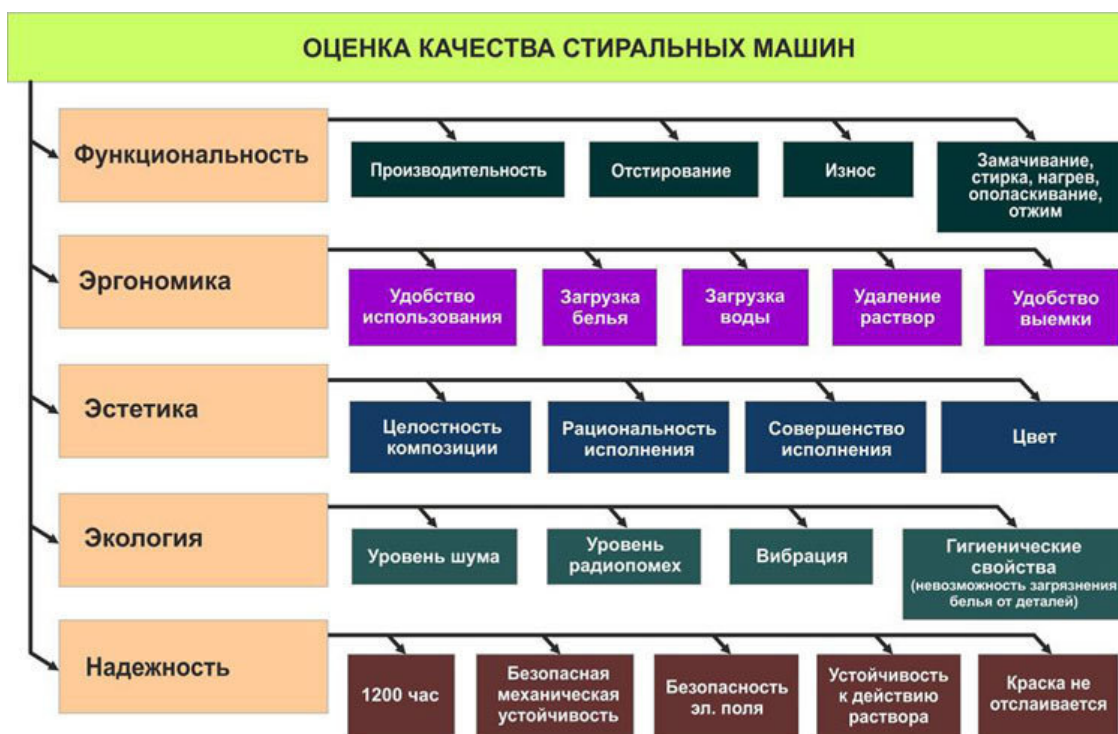 ОЦЕНКА КАЧЕСТВА СТИРАЛЬНЫХ МАШИН
Функциональность
Производительность
Отстирование
Износ
Замачивание,
стирка, нагрев,
ополаскивание,
отжим
Эргономика
Удобство
использования
Загрузка
белья
Загрузка
воды
Удаление
раствор
Удобство
выемки
Эстетика
Целостность
композиции
Рациональность
исполнения
Совершенство
исполнения
Цвет
Экология
Уровень шума
Уровень
радиопомех
Вибрация
Гигиенические
свойства
(невозможность загрязнения
белья от деталей)
Надежность
1200 час
Безопасная
механическая
устойчивость
Безопасность
эл. поля
Устойчивость
к действию
раствора
Краска не
отслаивается